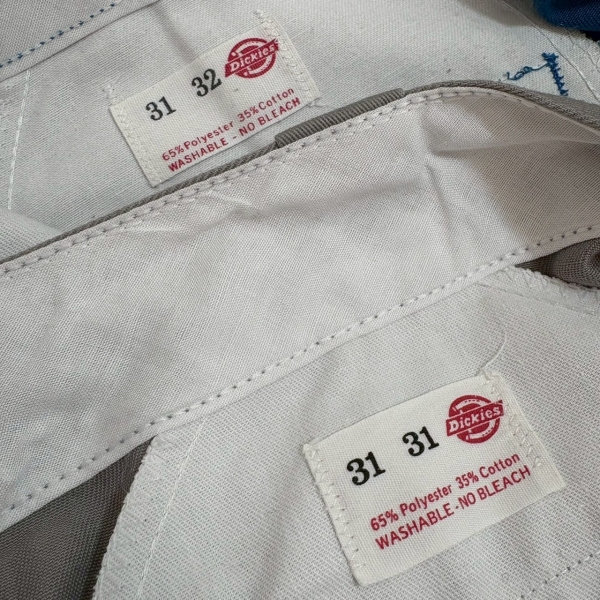 31 32 Dickies
65% Polyester 35% Cotton
WASHABLE - NO BLEACH
31 31 Dickies
65% Polyester 35% Cotton
WASHABLE - NO BLEACH